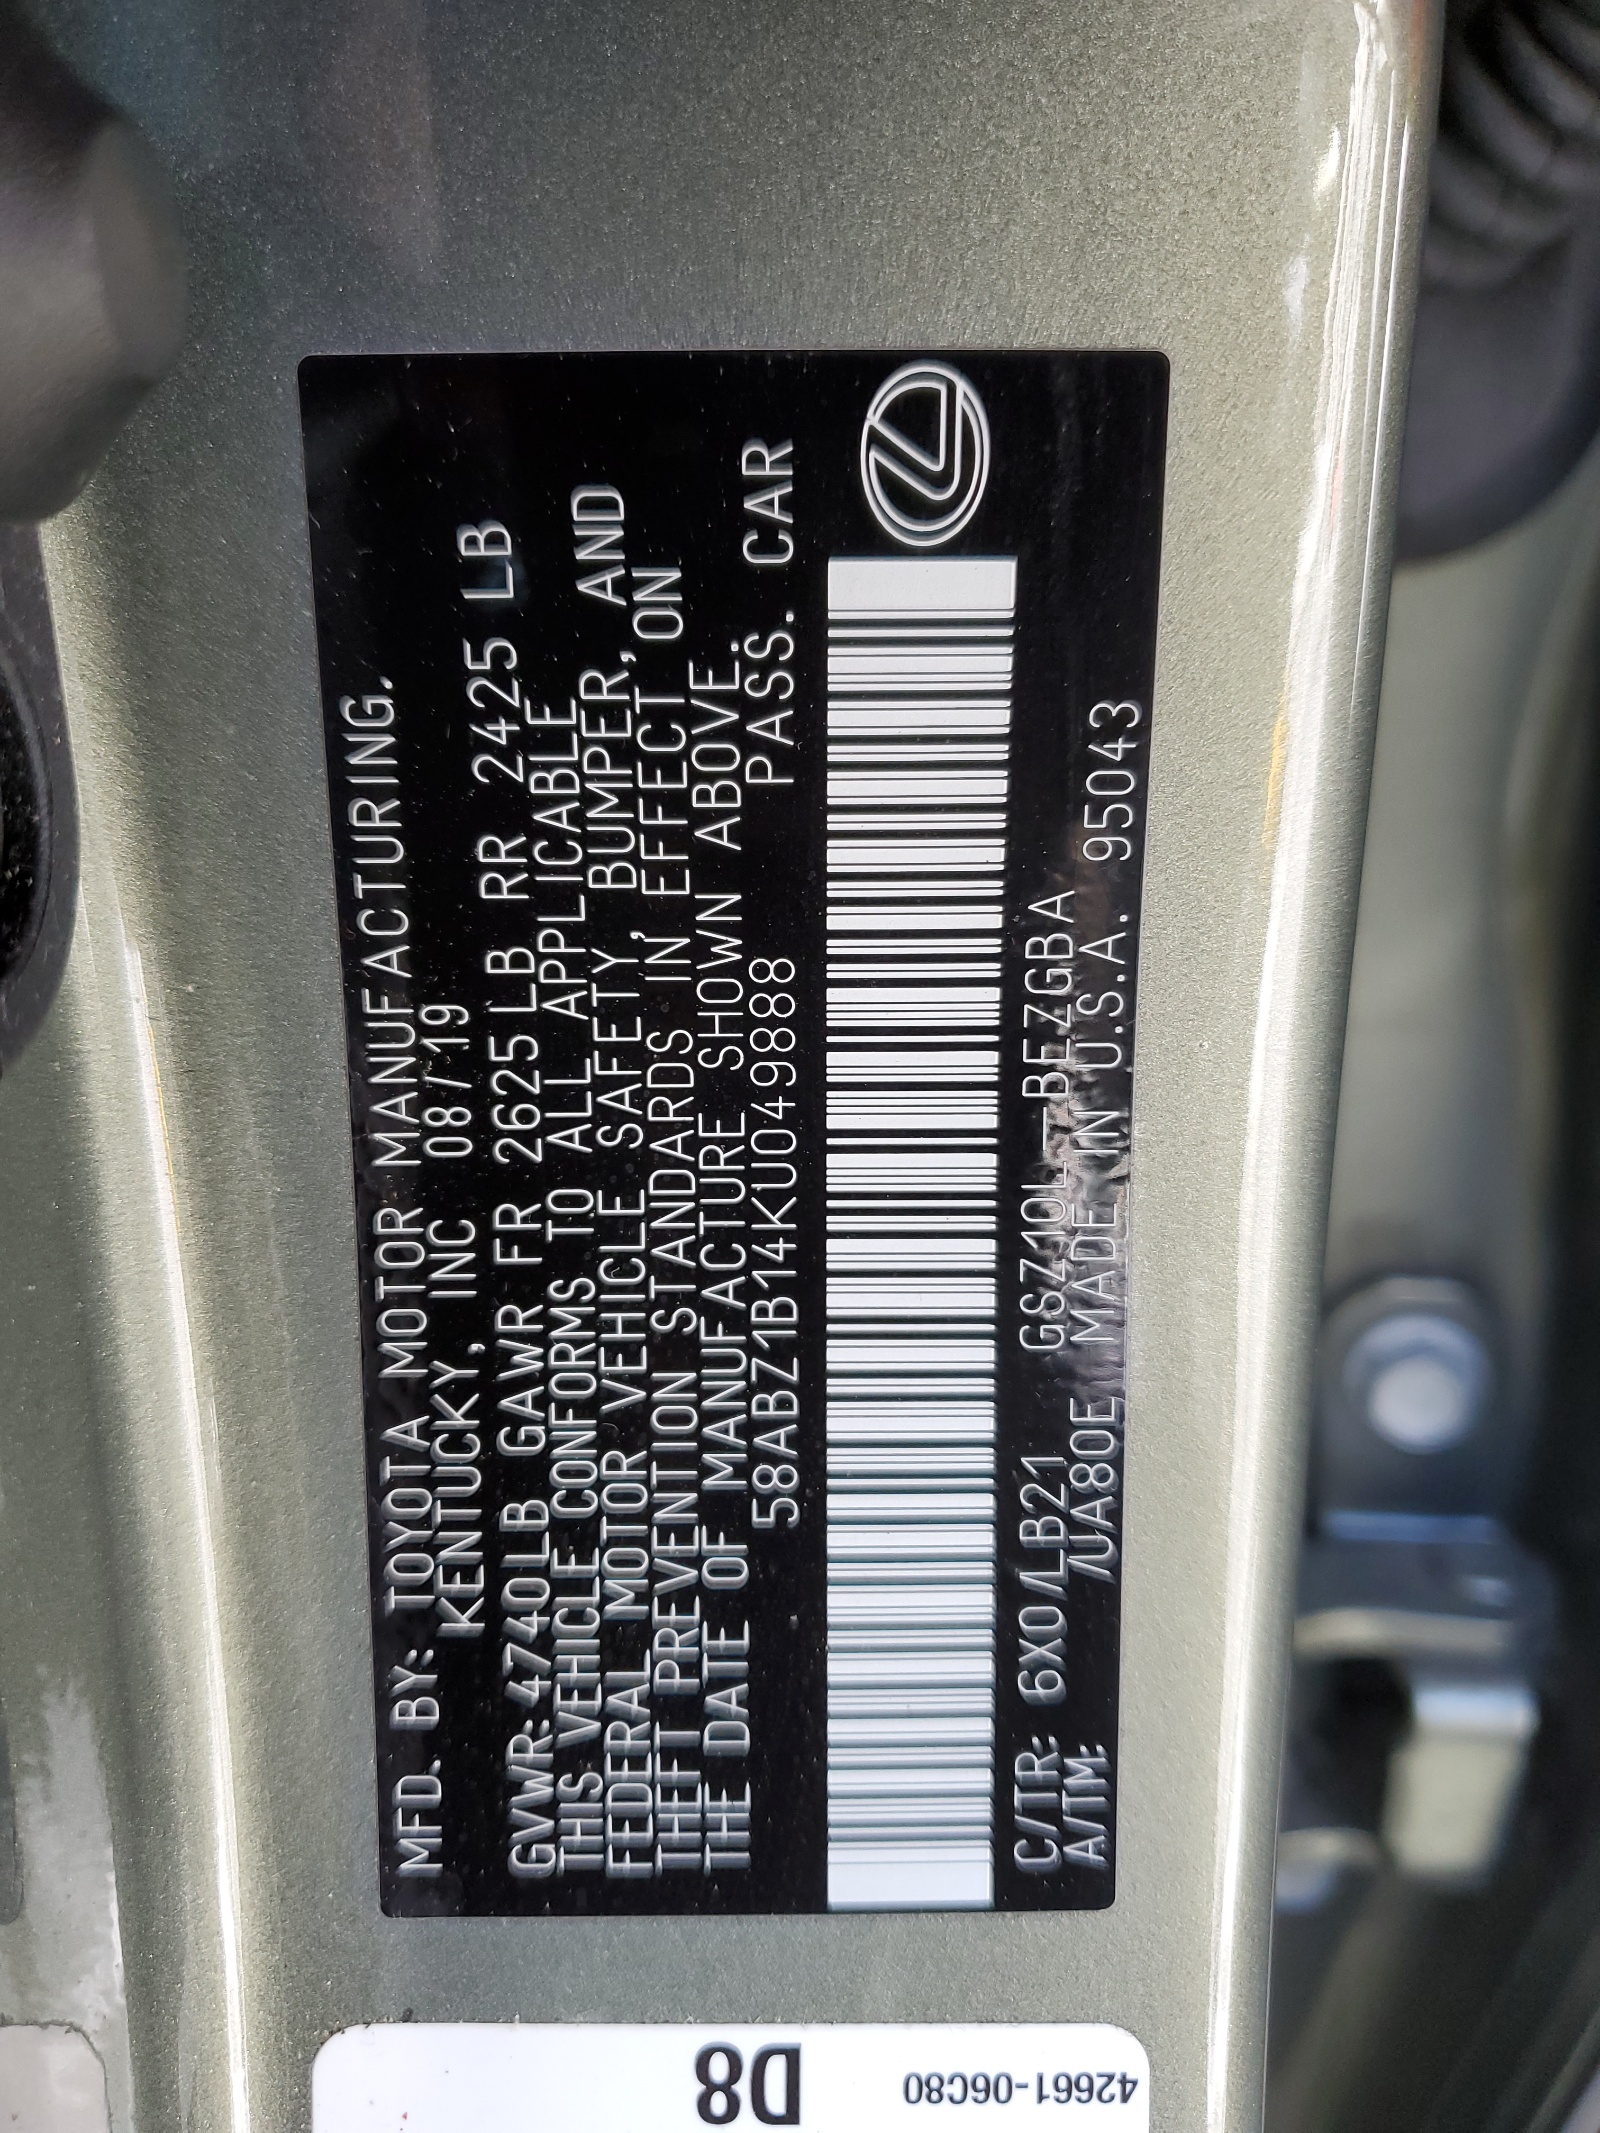 MFD. BY: TOYOTA MOTOR MANUFACTURING.
KENTUCKY, INC 08/19
GVWR:4740LB GAWR FR 2625LB RR 2425 LB
THIS VEHICLE CONFORMS TO ALL APPLICABLE
FEDERAL MOTOR VEHICLE SAFETY, BUMPER, AND
THEFT PREVENTION STANDARDS IN EFFECT ON
THE DATE OF MANUFACTURE SHOWN ABOVE.
58ABZ1B14KU049888 PASS. CAR
C/TR: 6X0/LB21 GSZ10L-BEZGBA
A/TM: /UA80E MADE IN U.S.A. 95043
D8
42661-06C80